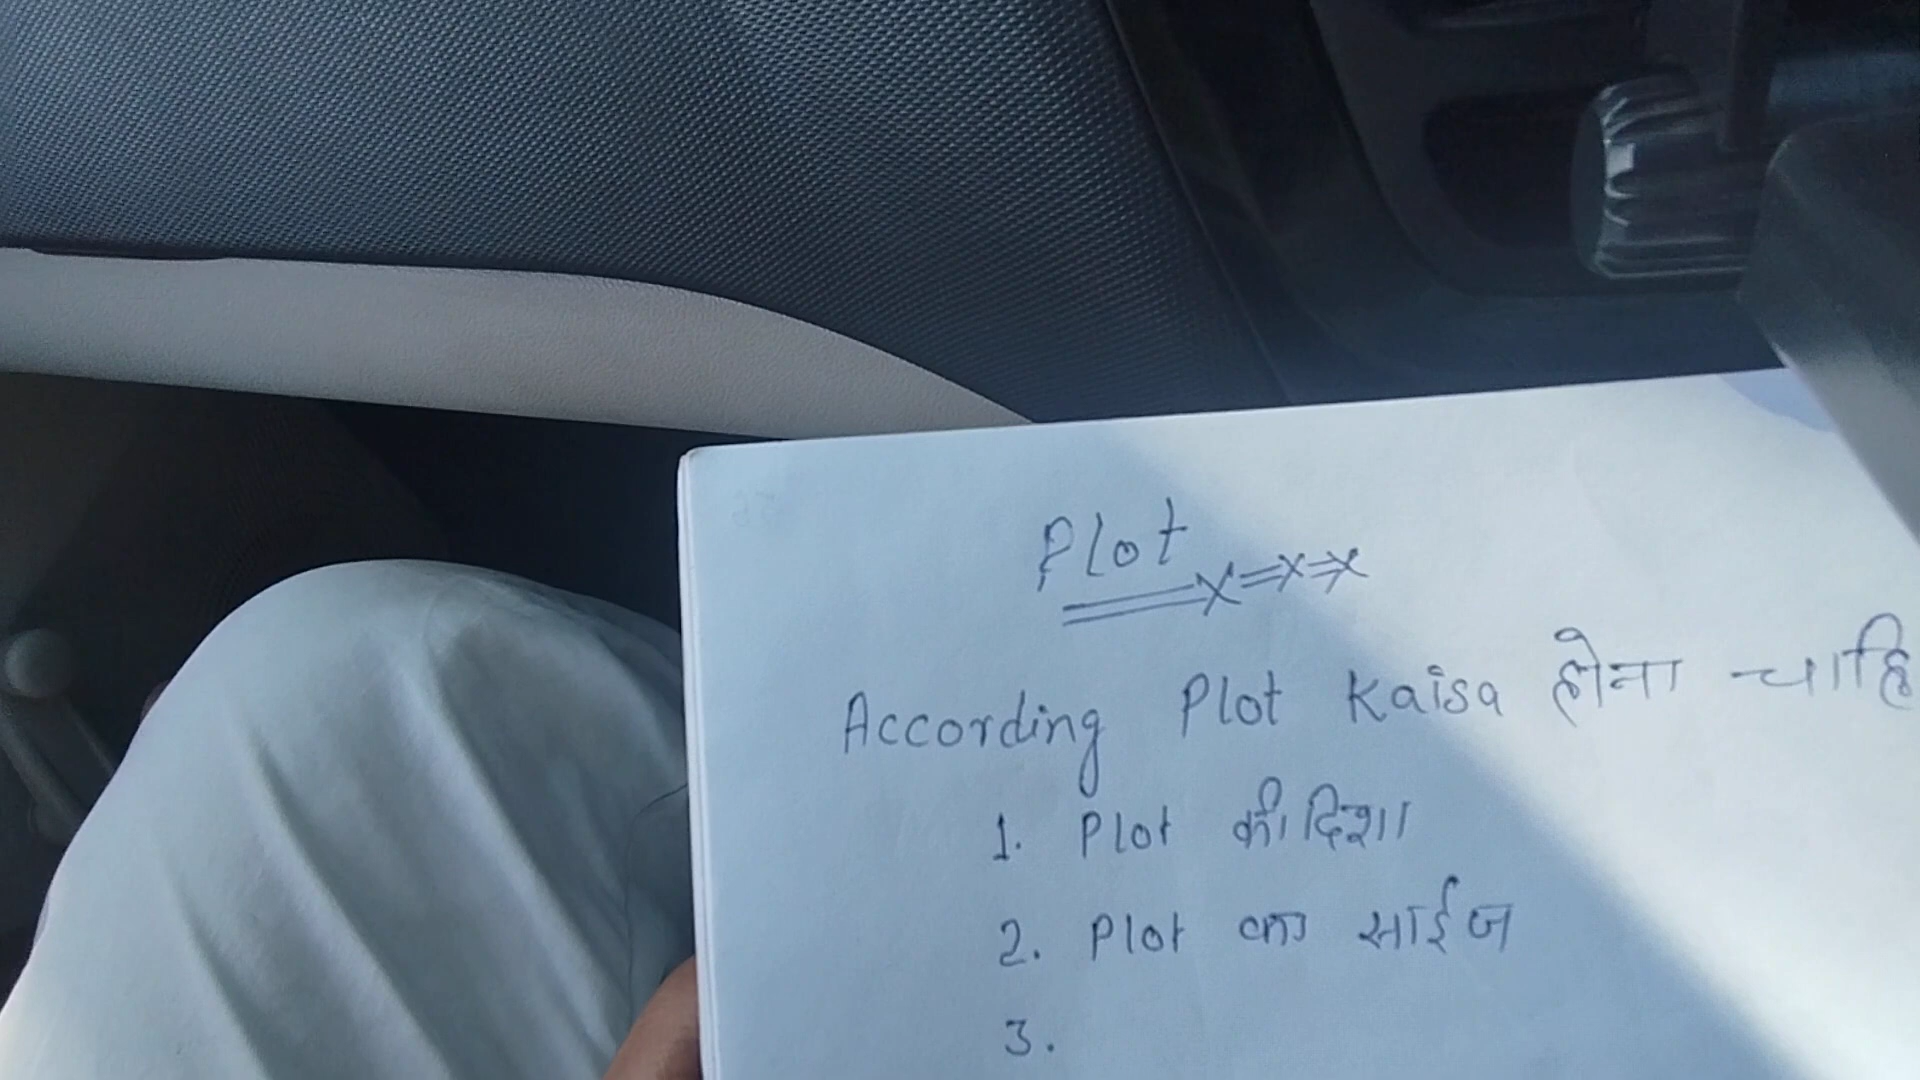 Plot
According Plot Kaisa होना चाहि
1. Plot की दिशा
2. Plot का साईज
3.